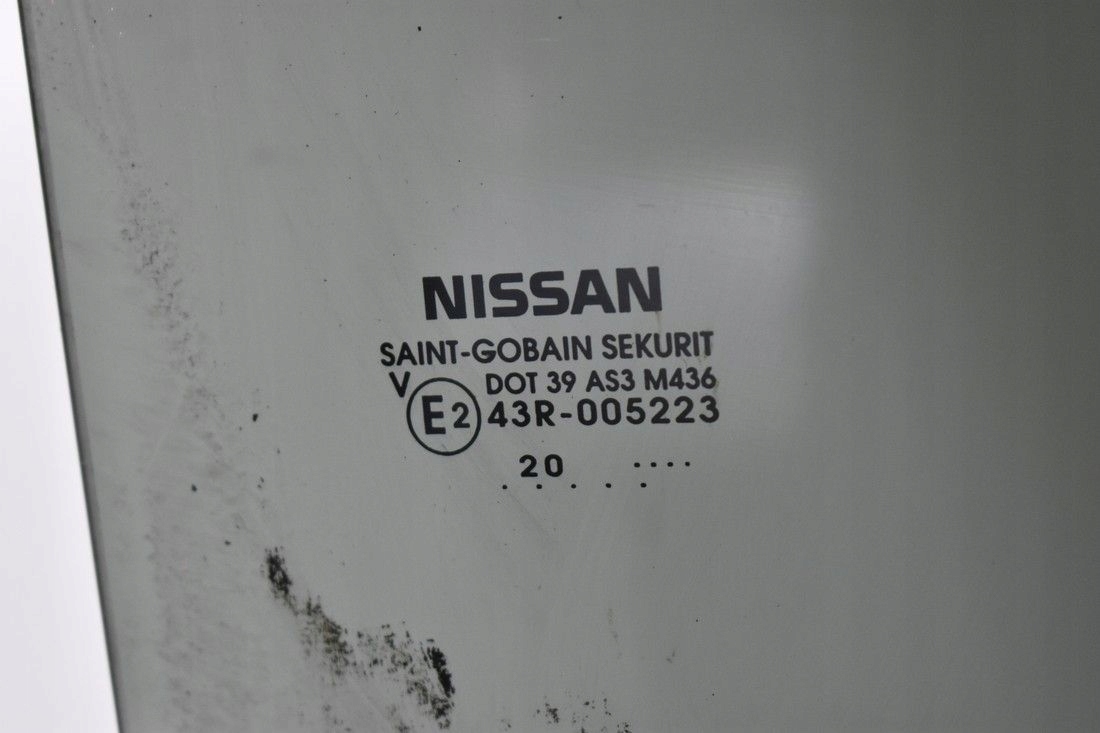 NISSAN
SAINT-GOBAIN SEKURIT
V DOT 39 AS3 M436
E2 43R-005223
20 ....
. . . . .